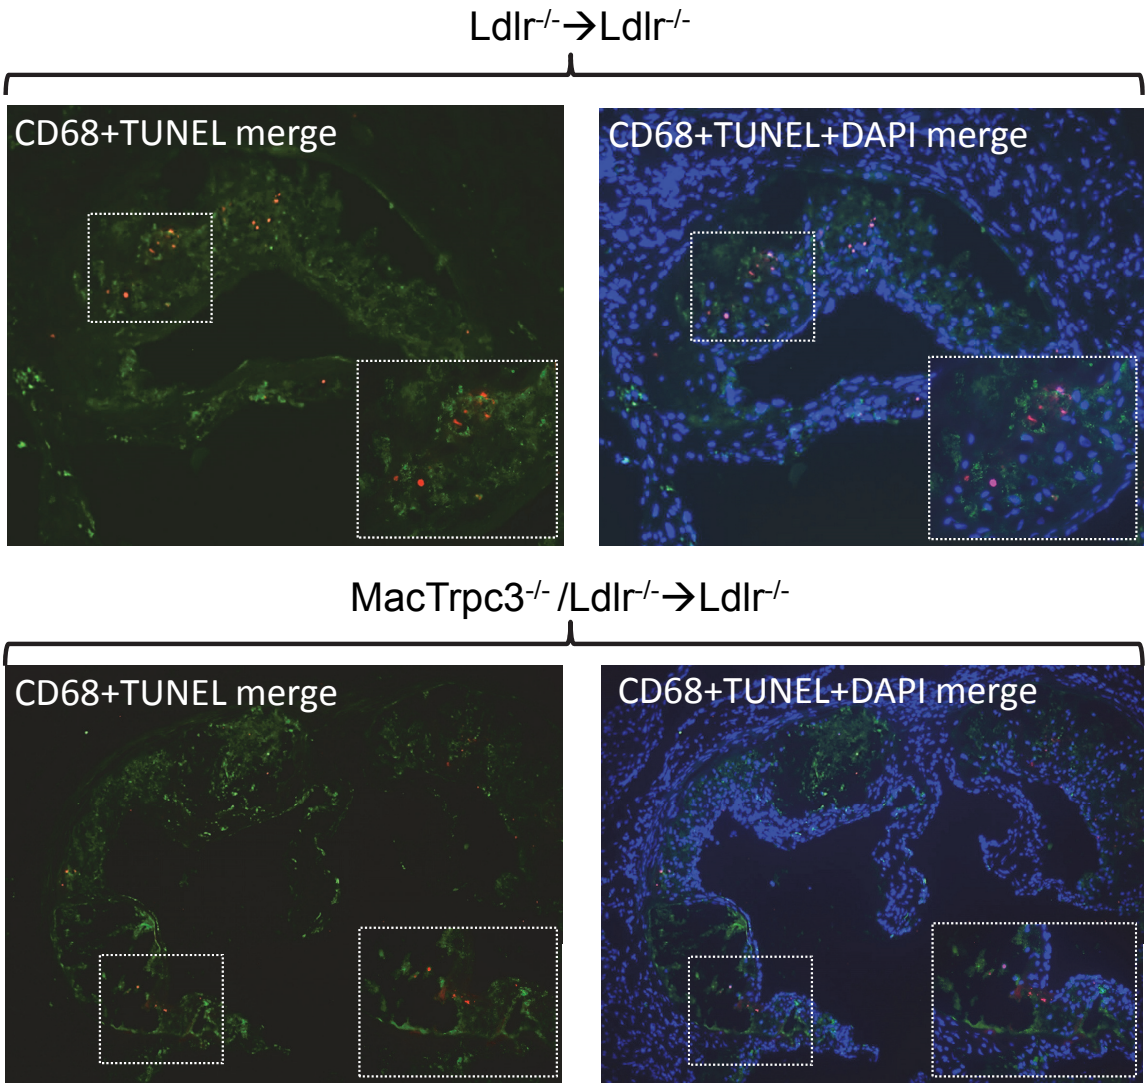 Ldlr-/-→Ldlr-/-
CD68+TUNEL merge
CD68+TUNEL+DAPI merge
MacTrpc3-/- /Ldlr-/-→Ldlr-/-
CD68+TUNEL merge
CD68+TUNEL+DAPI merge